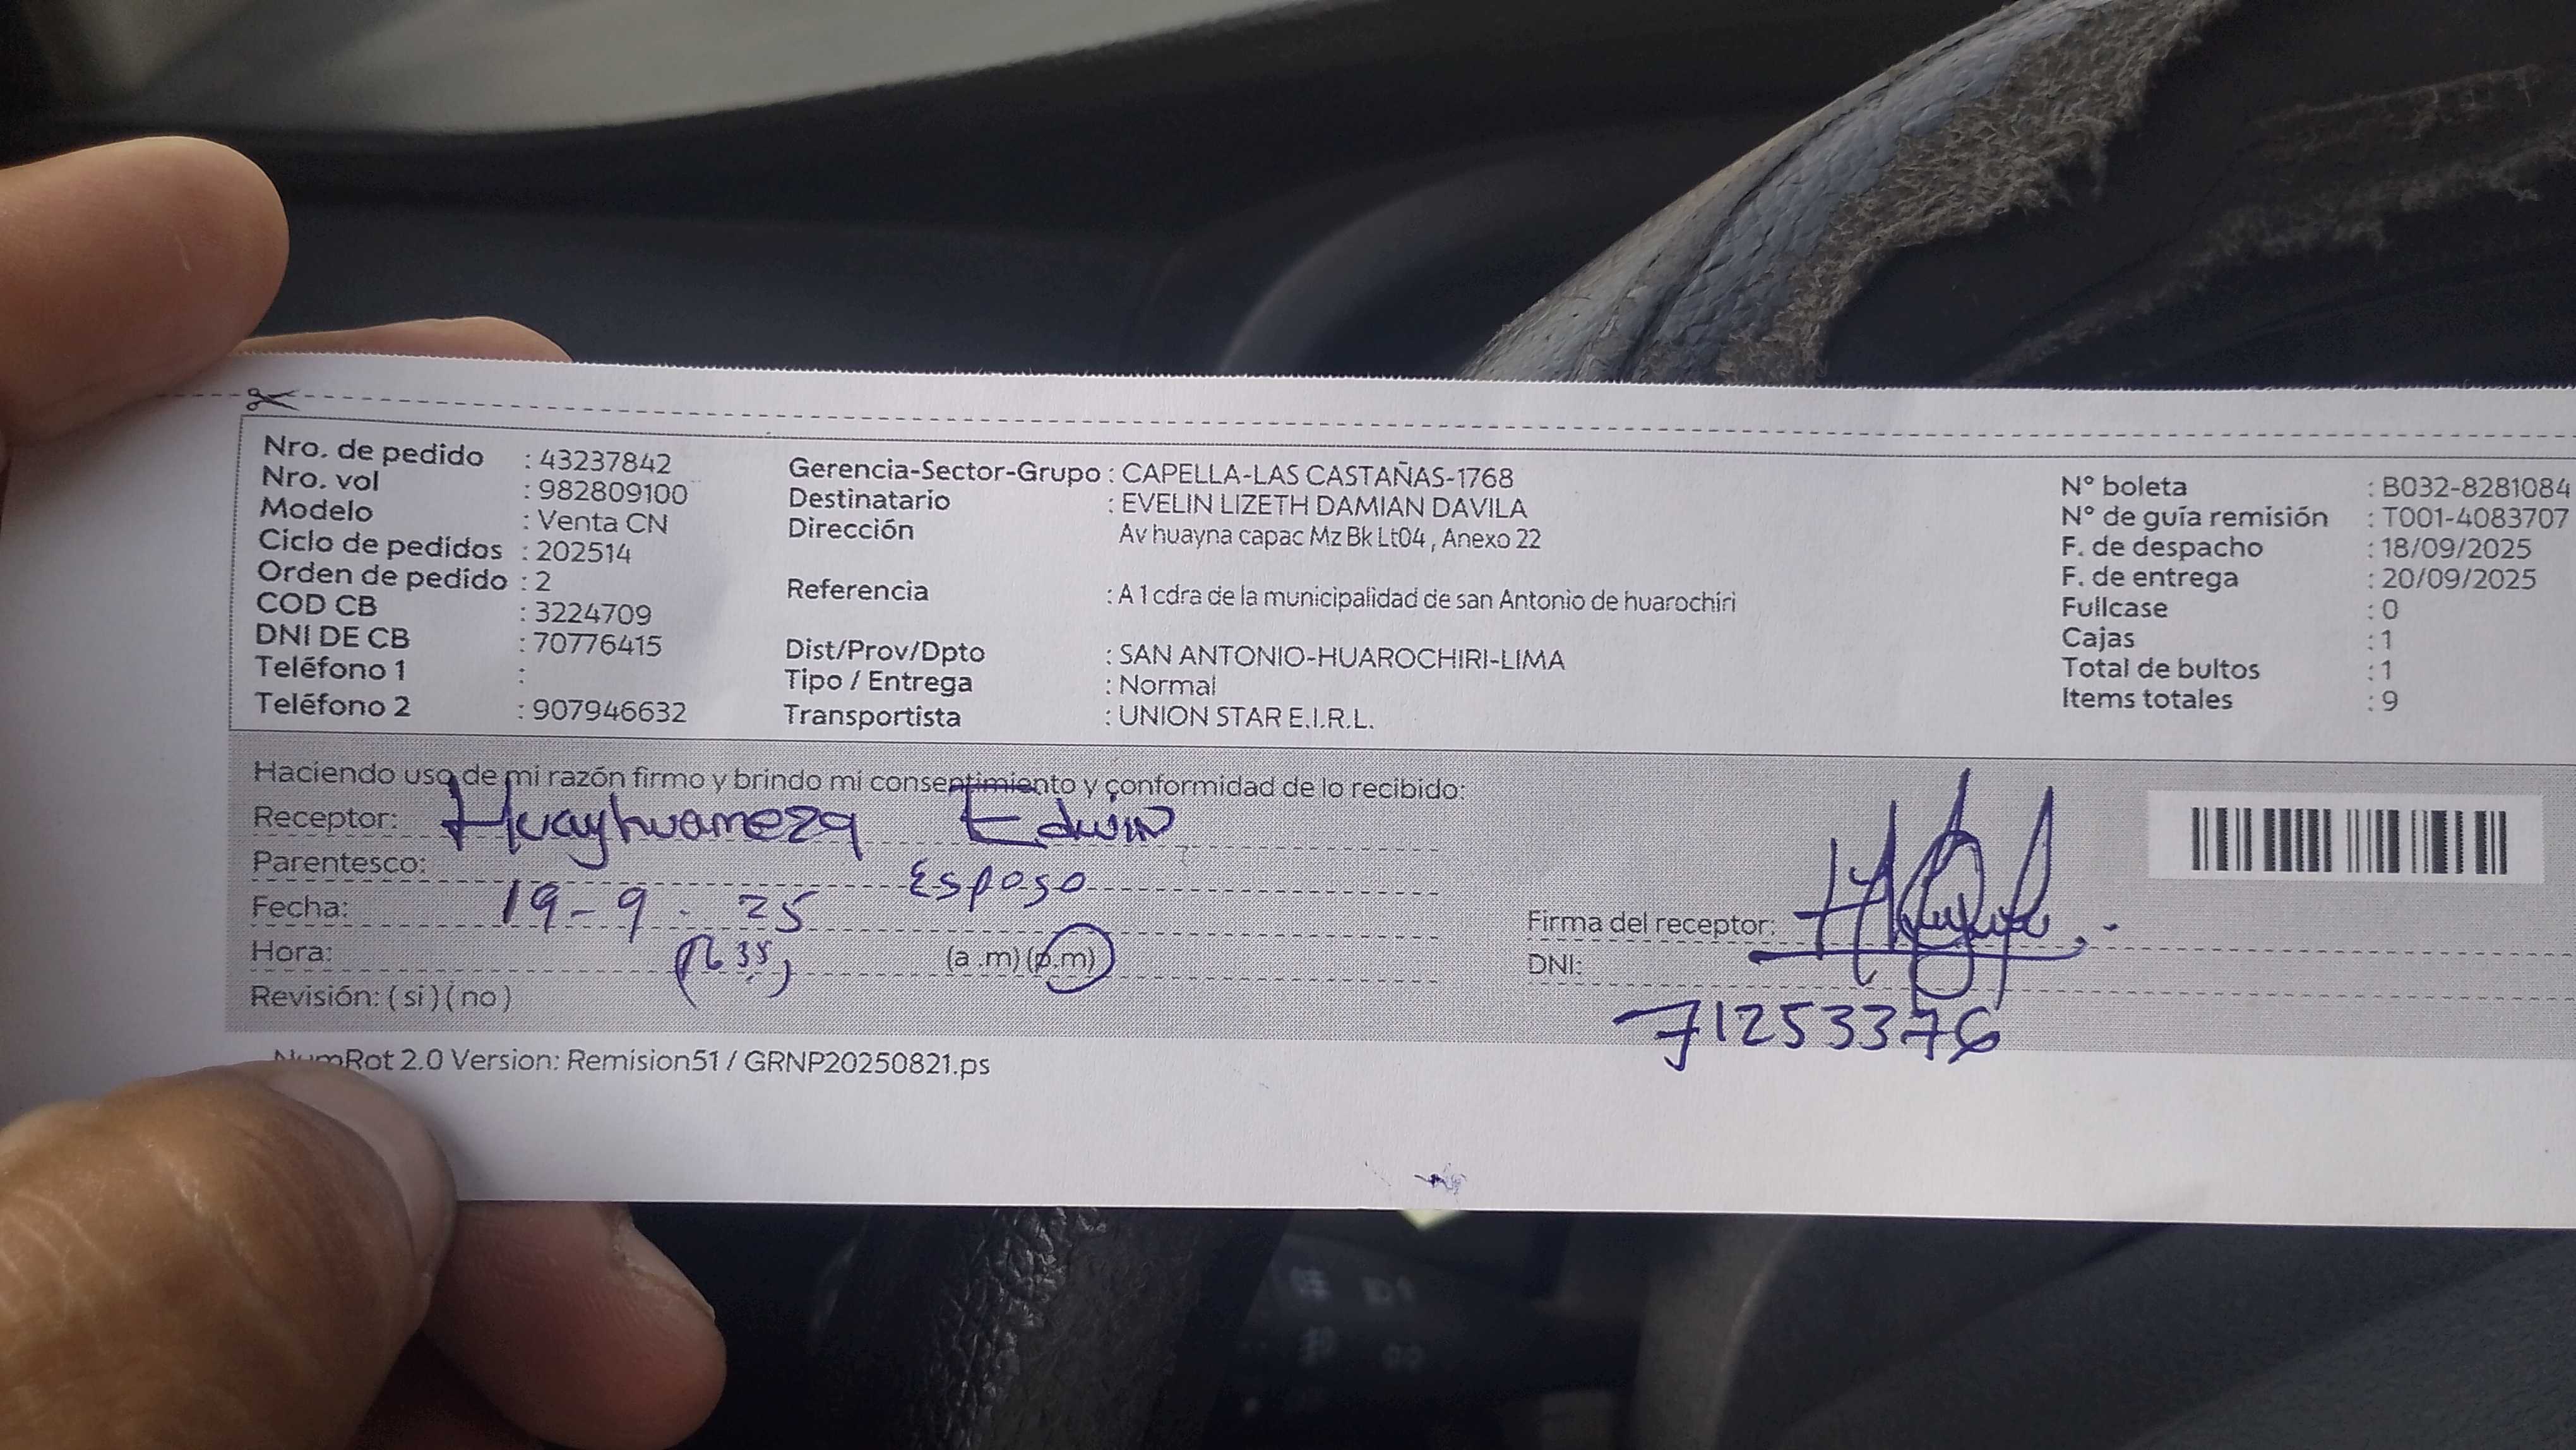 Nro. de pedido : 43237842
Nro. vol : 982809100
Modelo : Venta CN
Ciclo de pedidos : 202514
Orden de pedido : 2
COD CB : 3224709
DNI DE CB : 70776415
Teléfono 1 :
Teléfono 2 : 907946632
Gerencia-Sector-Grupo : CAPELLA-LAS CASTAÑAS-1768
Destinatario : EVELIN LIZETH DAMIAN DAVILA
Dirección Av huayna capac Mz Bk Lt04 , Anexo 22
Referencia : A 1 cdra de la municipalidad de san Antonio de huarochiri
Dist/Prov/Dpto : SAN ANTONIO-HUAROCHIRI-LIMA
Tipo / Entrega : Normal
Transportista : UNION STAR E.I.R.L.
N° boleta : B032-8281084
N° de guía remisión : T001-4083707
F. de despacho : 18/09/2025
F. de entrega : 20/09/2025
Fullcase : 0
Cajas : 1
Total de bultos : 1
Items totales : 9
Haciendo uso de mi razón firmo y brindo mi consentimiento y conformidad de lo recibido:
Receptor: Edwin
Parentesco: Esposo
Fecha: 19-9-25
Hora: (a .m) (p.m)
Revisión: ( si ) ( no )
Firma del receptor:
DNI: 71253376
Rot 2.0 Version: Remision51 / GRNP20250821.ps